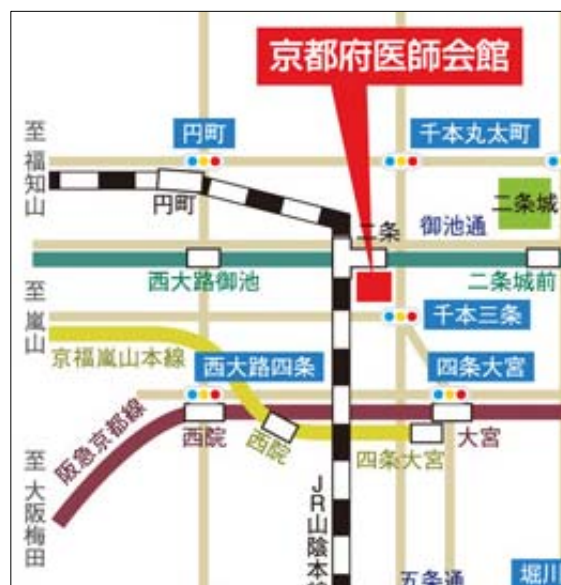 京都府医師会館
至福知山
円町
千本丸太町
円町
二条
御池通
二条城
西大路御池
二条城前
至嵐山
千本三条
京福嵐山本線
西大路四条
四条大宮
阪急京都線
西院
西院
四条大宮
大宮
至大阪梅田
JR山陰本線
五条通
堀川